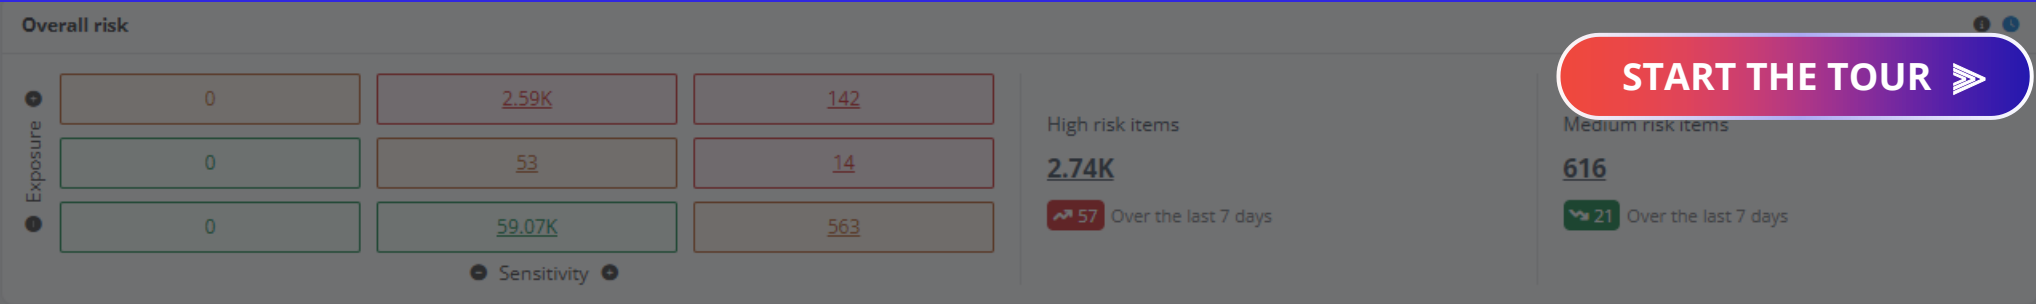 Overall risk
START THE TOUR
Exposure
0
2.59K
142
0
53
14
0
59.07K
563
Sensitivity
High risk items
2.74K
57 Over the last 7 days
Medium risk items
616
21 Over the last 7 days